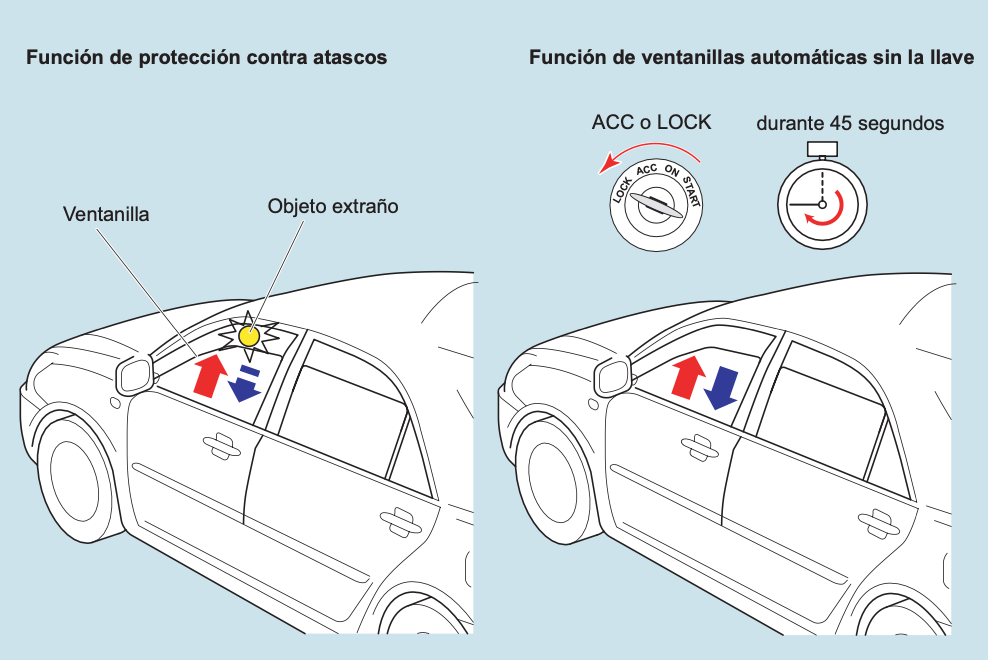 Función de protección contra atascos
Función de ventanillas automáticas sin la llave
ACC o LOCK
durante 45 segundos
LOCK ACC ON START
Ventanilla
Objeto extraño